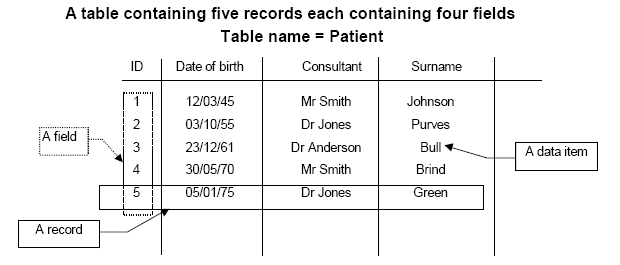 A table containing five records each containing four fields
Table name = Patient
ID Date of birth Consultant Surname
1 12/03/45 Mr Smith Johnson
2 03/10/55 Dr Jones Purves
A field
3 23/12/61 Dr Anderson Bull
A data item
4 30/05/70 Mr Smith Brind
5 05/01/75 Dr Jones Green
A record